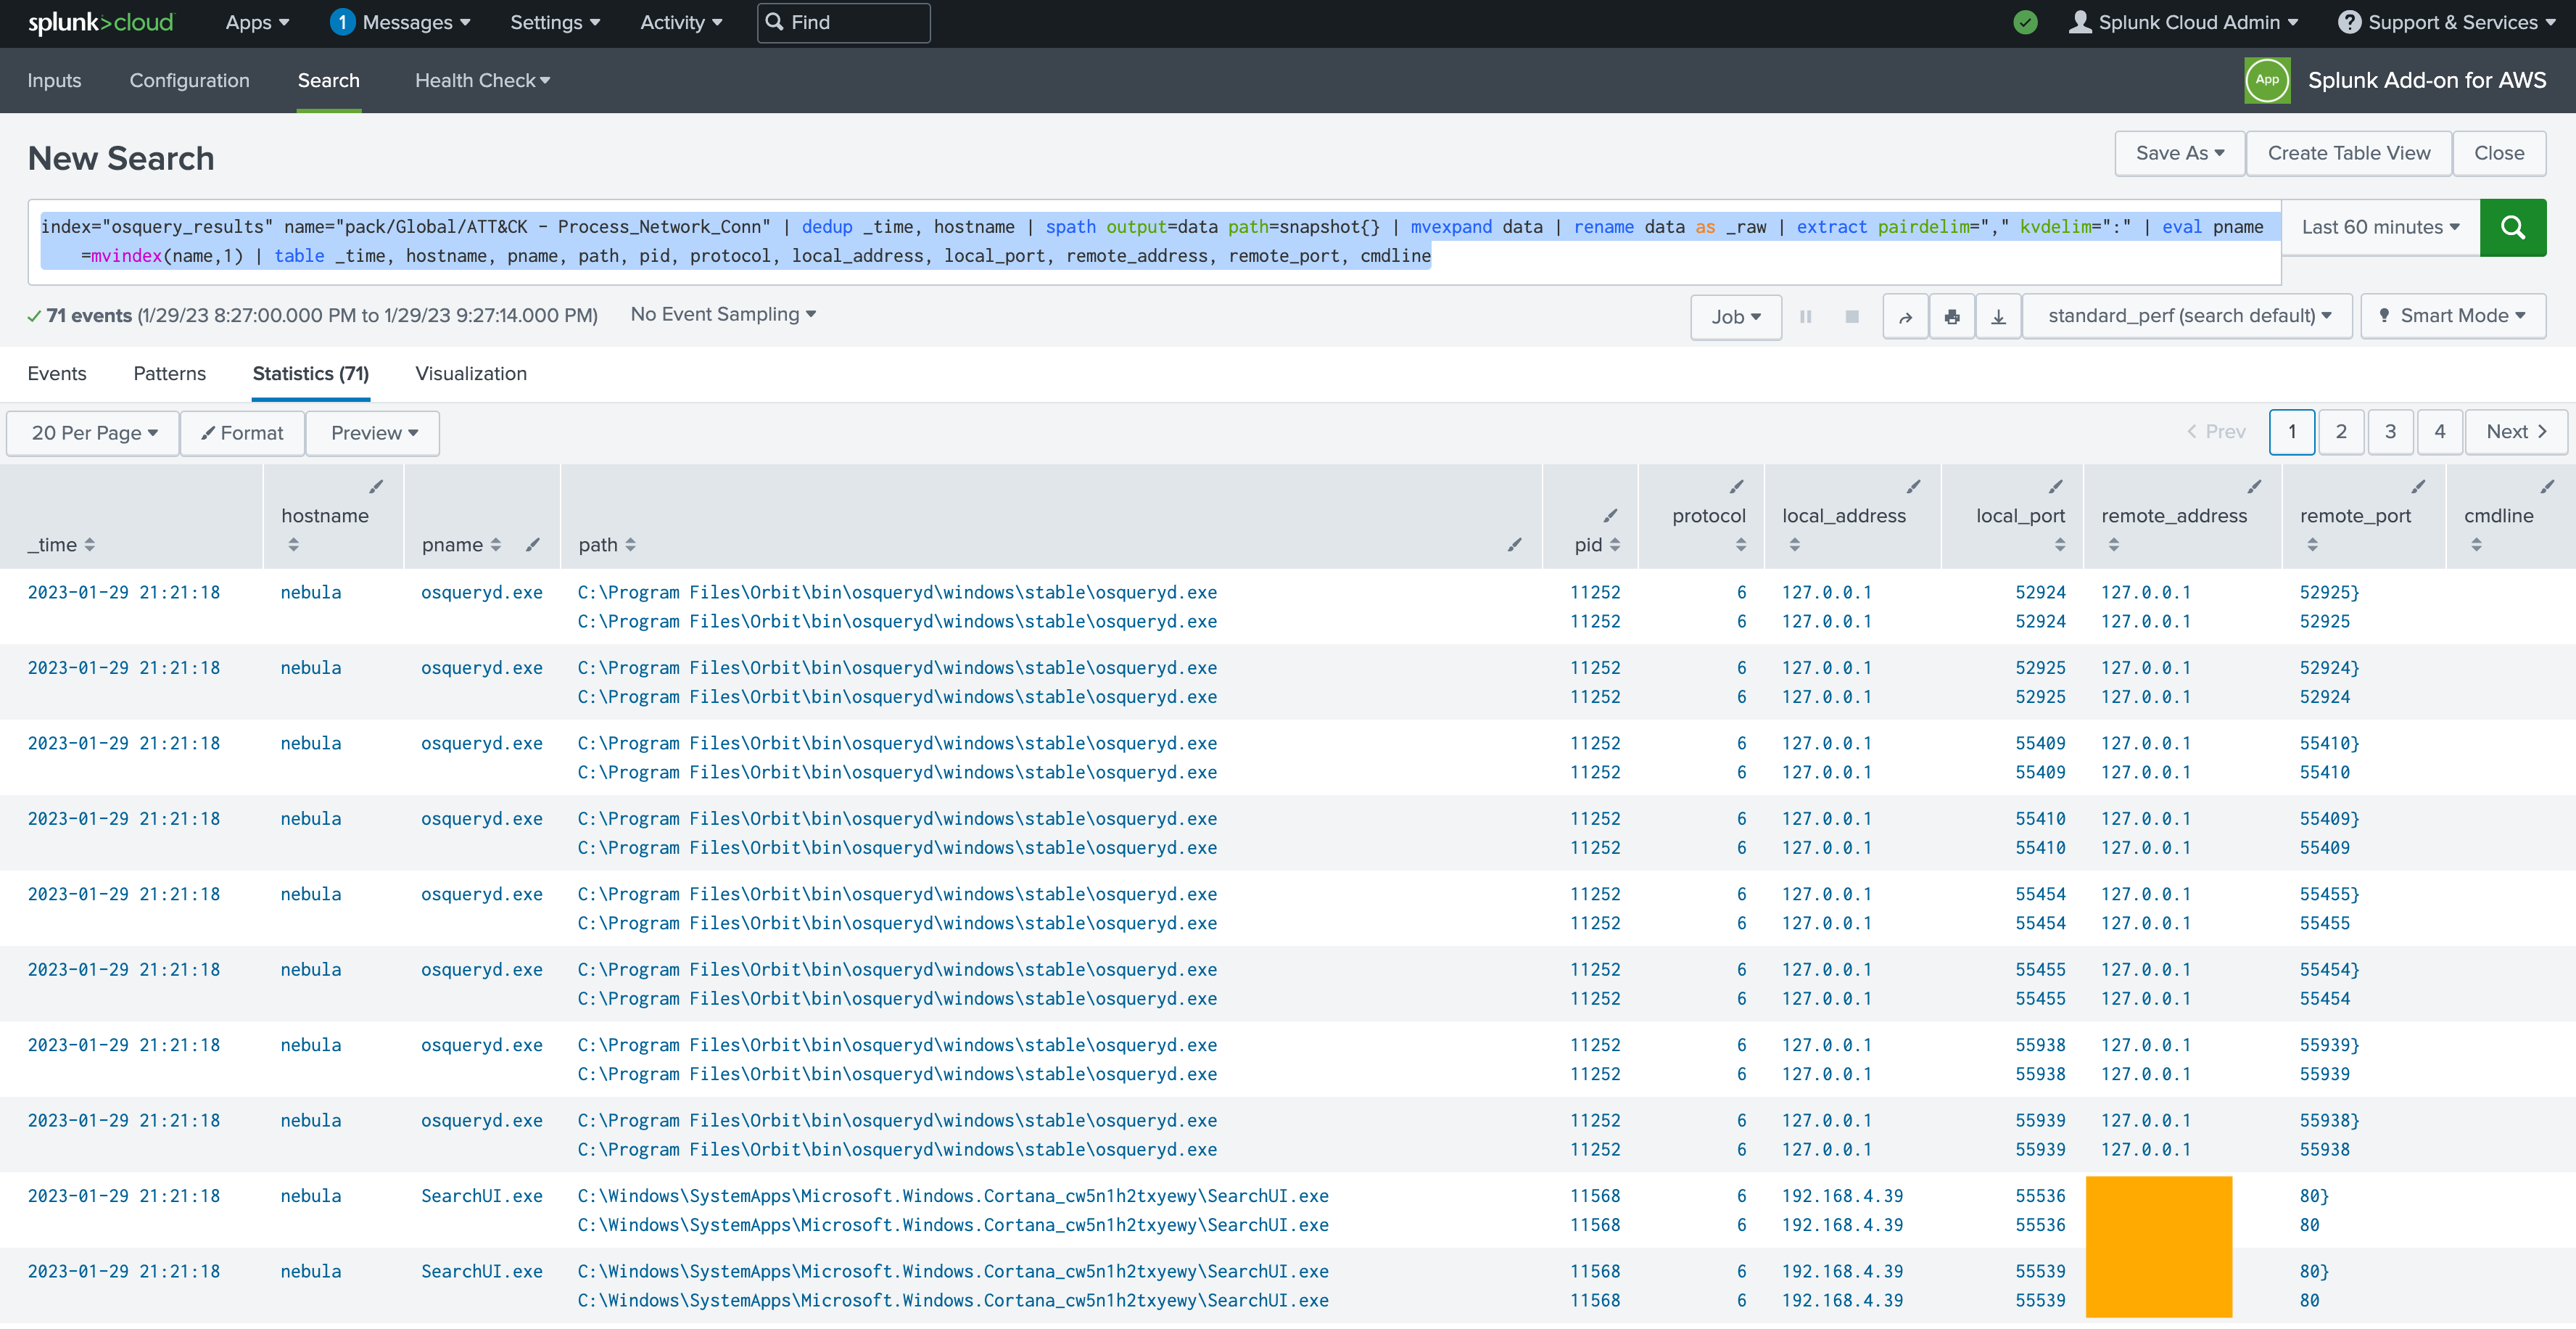 splunk>cloud Apps 1 Messages Settings Activity Find Splunk Cloud Admin ? Support & Services
Inputs Configuration Search Health Check App Splunk Add-on for AWS
New Search Save As Create Table View Close
index="osquery_results" name="pack/Global/ATT&CK - Process_Network_Conn" | dedup _time, hostname | spath output=data path=snapshot{} | mvexpand data | rename data as _raw | extract pairdelim="," kvdelim=":" | eval pname Last 60 minutes
=mvindex(name,1) | table _time, hostname, pname, path, pid, protocol, local_address, local_port, remote_address, remote_port, cmdline
71 events (1/29/23 8:27:00.000 PM to 1/29/23 9:27:14.000 PM) No Event Sampling Job standard_perf (search default) Smart Mode
Events Patterns Statistics (71) Visualization
20 Per Page Format Preview Prev 1 2 3 4 Next
_time hostname pname path pid protocol local_address local_port remote_address remote_port cmdline
2023-01-29 21:21:18 nebula osqueryd.exe C:\Program Files\Orbit\bin\osqueryd\windows\stable\osqueryd.exe 11252 6 127.0.0.1 52924 127.0.0.1 52925}
C:\Program Files\Orbit\bin\osqueryd\windows\stable\osqueryd.exe 11252 6 127.0.0.1 52924 127.0.0.1 52925
2023-01-29 21:21:18 nebula osqueryd.exe C:\Program Files\Orbit\bin\osqueryd\windows\stable\osqueryd.exe 11252 6 127.0.0.1 52925 127.0.0.1 52924}
C:\Program Files\Orbit\bin\osqueryd\windows\stable\osqueryd.exe 11252 6 127.0.0.1 52925 127.0.0.1 52924
2023-01-29 21:21:18 nebula osqueryd.exe C:\Program Files\Orbit\bin\osqueryd\windows\stable\osqueryd.exe 11252 6 127.0.0.1 55409 127.0.0.1 55410}
C:\Program Files\Orbit\bin\osqueryd\windows\stable\osqueryd.exe 11252 6 127.0.0.1 55409 127.0.0.1 55410
2023-01-29 21:21:18 nebula osqueryd.exe C:\Program Files\Orbit\bin\osqueryd\windows\stable\osqueryd.exe 11252 6 127.0.0.1 55410 127.0.0.1 55409}
C:\Program Files\Orbit\bin\osqueryd\windows\stable\osqueryd.exe 11252 6 127.0.0.1 55410 127.0.0.1 55409
2023-01-29 21:21:18 nebula osqueryd.exe C:\Program Files\Orbit\bin\osqueryd\windows\stable\osqueryd.exe 11252 6 127.0.0.1 55454 127.0.0.1 55455}
C:\Program Files\Orbit\bin\osqueryd\windows\stable\osqueryd.exe 11252 6 127.0.0.1 55454 127.0.0.1 55455
2023-01-29 21:21:18 nebula osqueryd.exe C:\Program Files\Orbit\bin\osqueryd\windows\stable\osqueryd.exe 11252 6 127.0.0.1 55455 127.0.0.1 55454}
C:\Program Files\Orbit\bin\osqueryd\windows\stable\osqueryd.exe 11252 6 127.0.0.1 55455 127.0.0.1 55454
2023-01-29 21:21:18 nebula osqueryd.exe C:\Program Files\Orbit\bin\osqueryd\windows\stable\osqueryd.exe 11252 6 127.0.0.1 55938 127.0.0.1 55939}
C:\Program Files\Orbit\bin\osqueryd\windows\stable\osqueryd.exe 11252 6 127.0.0.1 55938 127.0.0.1 55939
2023-01-29 21:21:18 nebula osqueryd.exe C:\Program Files\Orbit\bin\osqueryd\windows\stable\osqueryd.exe 11252 6 127.0.0.1 55939 127.0.0.1 55938}
C:\Program Files\Orbit\bin\osqueryd\windows\stable\osqueryd.exe 11252 6 127.0.0.1 55939 127.0.0.1 55938
2023-01-29 21:21:18 nebula SearchUI.exe C:\Windows\SystemApps\Microsoft.Windows.Cortana_cw5n1h2txyewy\SearchUI.exe 11568 6 192.168.4.39 55536 80}
C:\Windows\SystemApps\Microsoft.Windows.Cortana_cw5n1h2txyewy\SearchUI.exe 11568 6 192.168.4.39 55536 80
2023-01-29 21:21:18 nebula SearchUI.exe C:\Windows\SystemApps\Microsoft.Windows.Cortana_cw5n1h2txyewy\SearchUI.exe 11568 6 192.168.4.39 55539 80}
C:\Windows\SystemApps\Microsoft.Windows.Cortana_cw5n1h2txyewy\SearchUI.exe 11568 6 192.168.4.39 55539 80